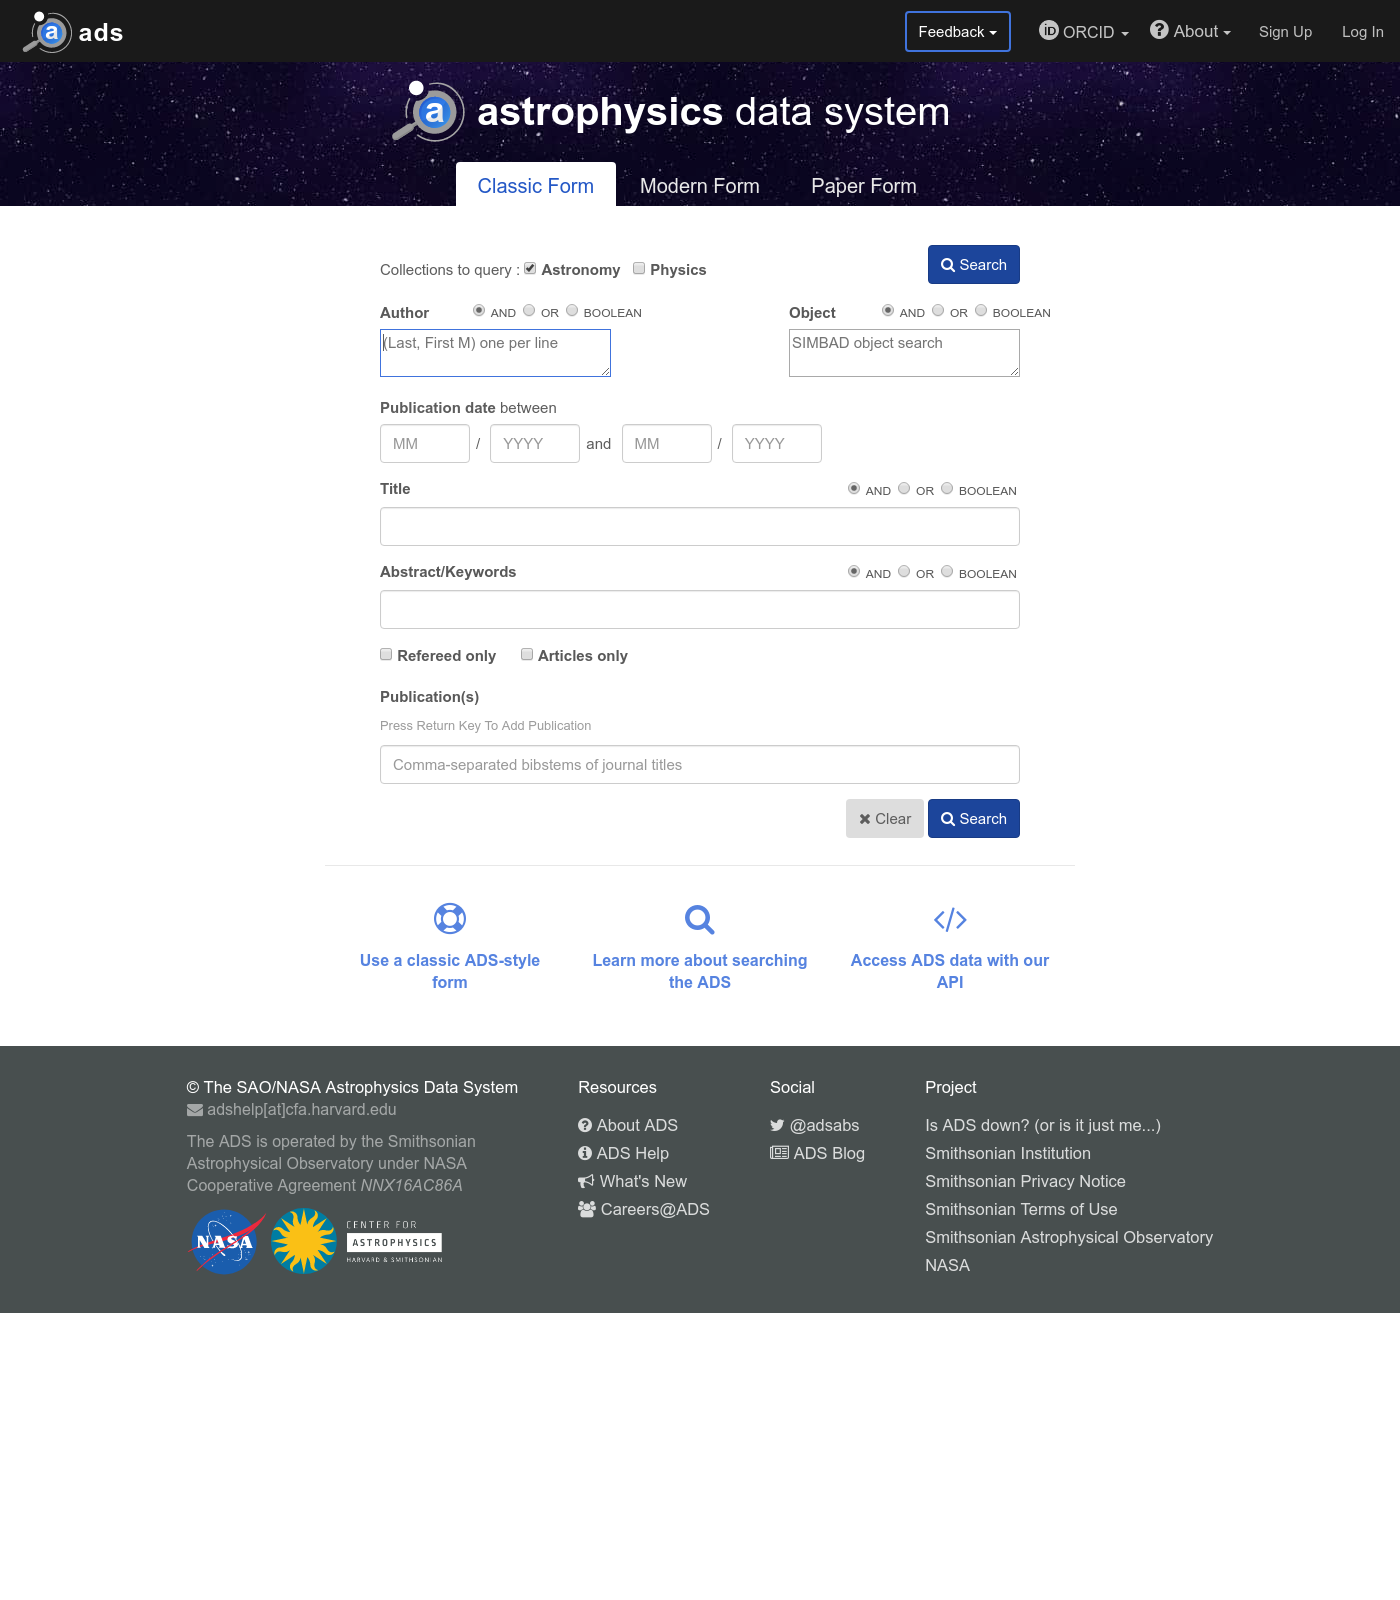 a ads
Feedback
iD ORCID
About
Sign Up
Log In
a astrophysics data system
Classic Form
Modern Form
Paper Form
Collections to query : Astronomy Physics
Search
Author AND OR BOOLEAN
Object AND OR BOOLEAN
(Last, First M) one per line
SIMBAD object search
Publication date between
MM / YYYY and MM / YYYY
Title AND OR BOOLEAN
Abstract/Keywords AND OR BOOLEAN
Refereed only Articles only
Publication(s)
Press Return Key To Add Publication
Comma-separated bibstems of journal titles
Clear Search
Use a classic ADS-style
form
Learn more about searching
the ADS
Access ADS data with our
API
© The SAO/NASA Astrophysics Data System
adshelp[at]cfa.harvard.edu
The ADS is operated by the Smithsonian
Astrophysical Observatory under NASA
Cooperative Agreement NNX16AC86A
NASA
CENTER FOR
ASTROPHYSICS
HARVARD & SMITHSONIAN
Resources
About ADS
ADS Help
What's New
Careers@ADS
Social
@adsabs
ADS Blog
Project
Is ADS down? (or is it just me...)
Smithsonian Institution
Smithsonian Privacy Notice
Smithsonian Terms of Use
Smithsonian Astrophysical Observatory
NASA